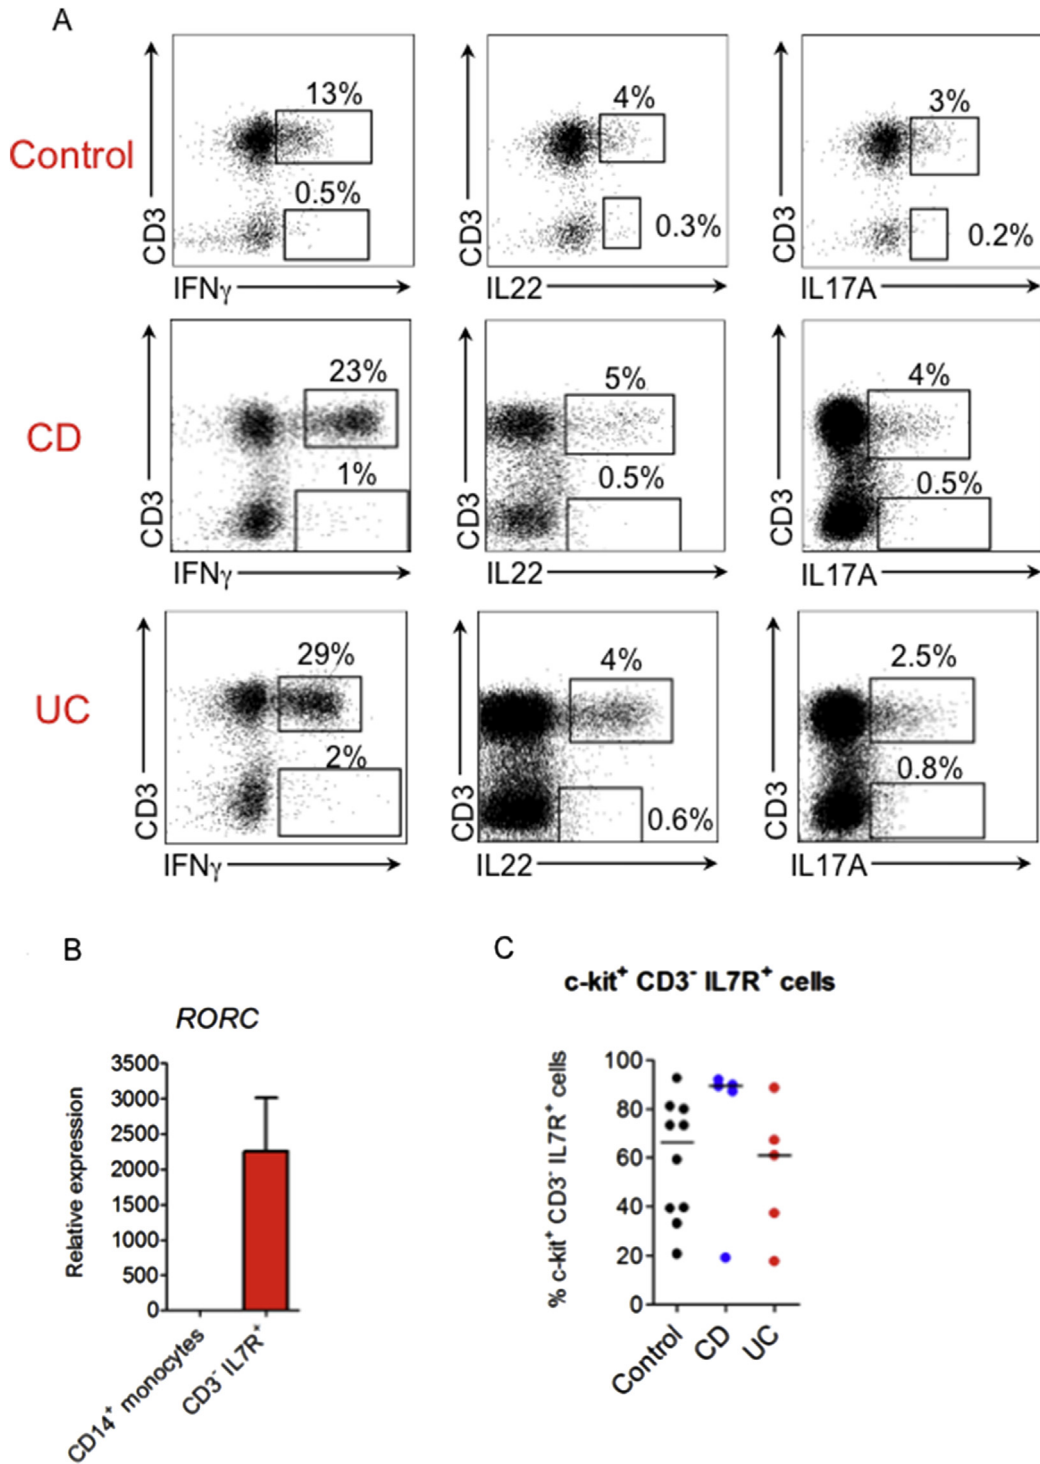 A
13%
4%
3%
Control
0.5%
0.3%
0.2%
CD3
CD3
CD3
IFNγ
IL22
IL17A
23%
5%
4%
CD
1%
0.5%
0.5%
CD3
CD3
CD3
IFNγ
IL22
IL17A
29%
4%
2.5%
UC
2%
0.6%
0.8%
CD3
CD3
CD3
IFNγ
IL22
IL17A
B
RORC
Relative expression
3500
3000
2500
2000
1500
1000
500
0
CD14⁺ monocytes
CD3⁻ IL7R⁺
C
c-kit⁺ CD3⁻ IL7R⁺ cells
% c-kit⁺ CD3⁻ IL7R⁺ cells
100
80
60
40
20
0
Control
CD
UC